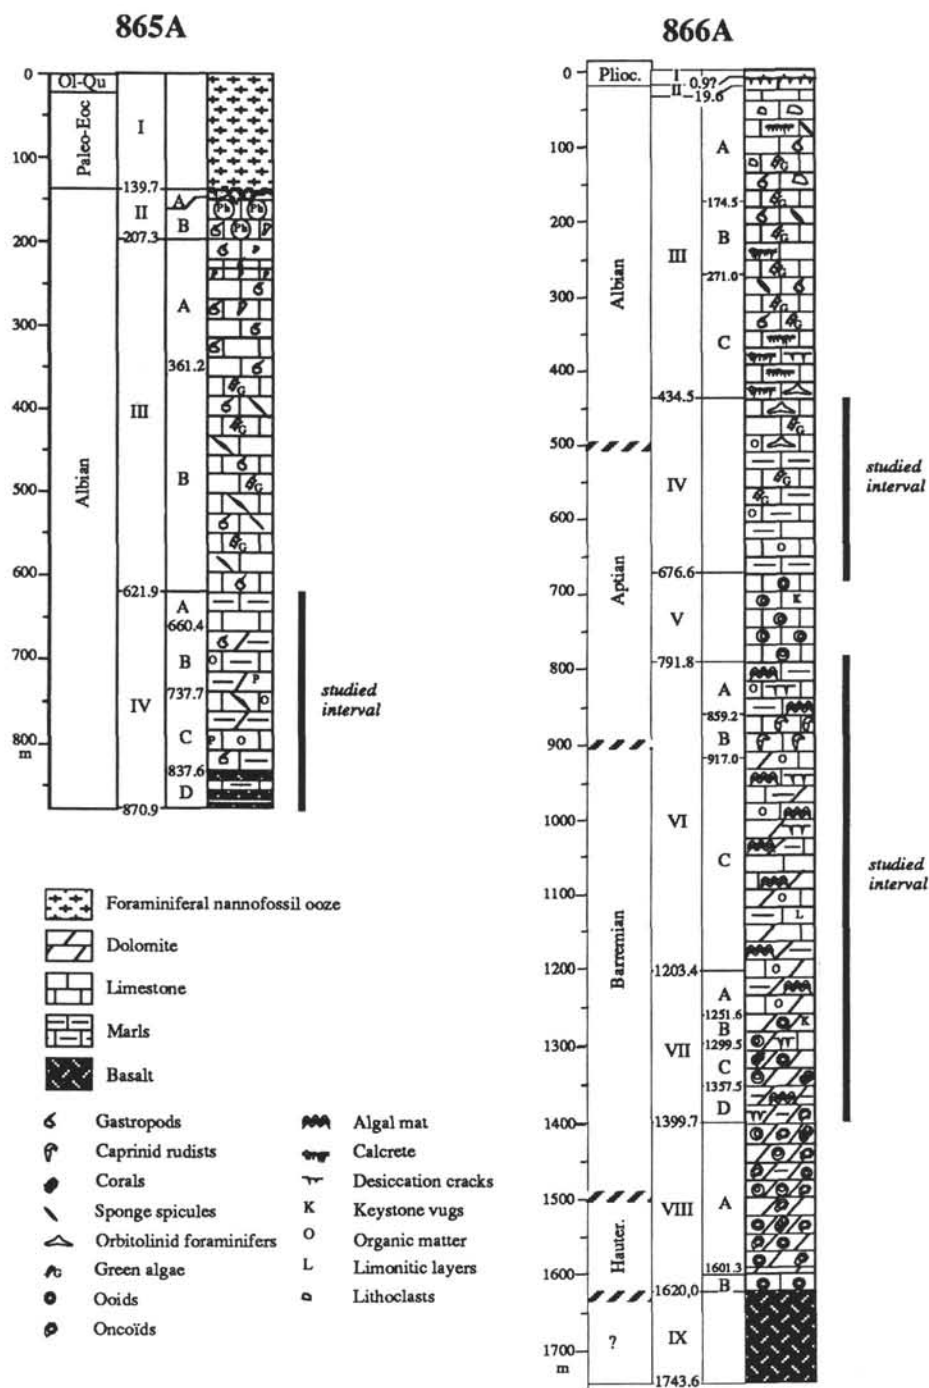 865A
0
100
200
300
400
500
600
700
800
m
Ol-Qu
Paleo-Eoc
Albian
I
139.7
II
A
B
207.3
III
A
361.2
B
621.9
IV
A
660.4
B
737.7
C
837.6
D
870.9
Ph Ph
Ph
P
P
P
G
G
G
G
O
P
O
P O
studied
interval
866A
0
100
200
300
400
500
600
700
800
900
1000
1100
1200
1300
1400
1500
1600
1700
m
Plioc.
Albian
Aptian
Barremian
Hauter.
?
I
0.9?
II
19.6
III
A
174.5
B
271.0
C
434.5
IV
676.6
V
791.8
VI
A
859.2
B
917.0
C
1203.4
VII
A
1251.6
B
1299.5
C
1357.5
D
1399.7
VIII
A
1601.3
B
1620,0
IX
1743.6
G
G
G
G
G
G
G
O
G
G
O
O
K
O
O
O
O
L
O
O
K
studied
interval
studied
interval
Foraminiferal nannofossil ooze
Dolomite
Limestone
Marls
Basalt
Gastropods
Caprinid rudists
Corals
Sponge spicules
Orbitolinid foraminifers
G Green algae
Ooids
Oncoïds
Algal mat
Calcrete
Desiccation cracks
K Keystone vugs
O Organic matter
L Limonitic layers
Lithoclasts